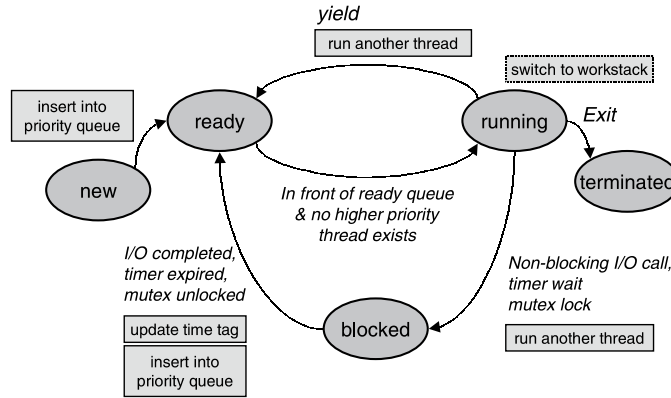 yield
run another thread
switch to workstack
insert into
priority queue
ready
running
Exit
new
terminated
In front of ready queue
& no higher priority
thread exists
I/O completed,
timer expired,
mutex unlocked
update time tag
insert into
priority queue
blocked
Non-blocking I/O call,
timer wait
mutex lock
run another thread